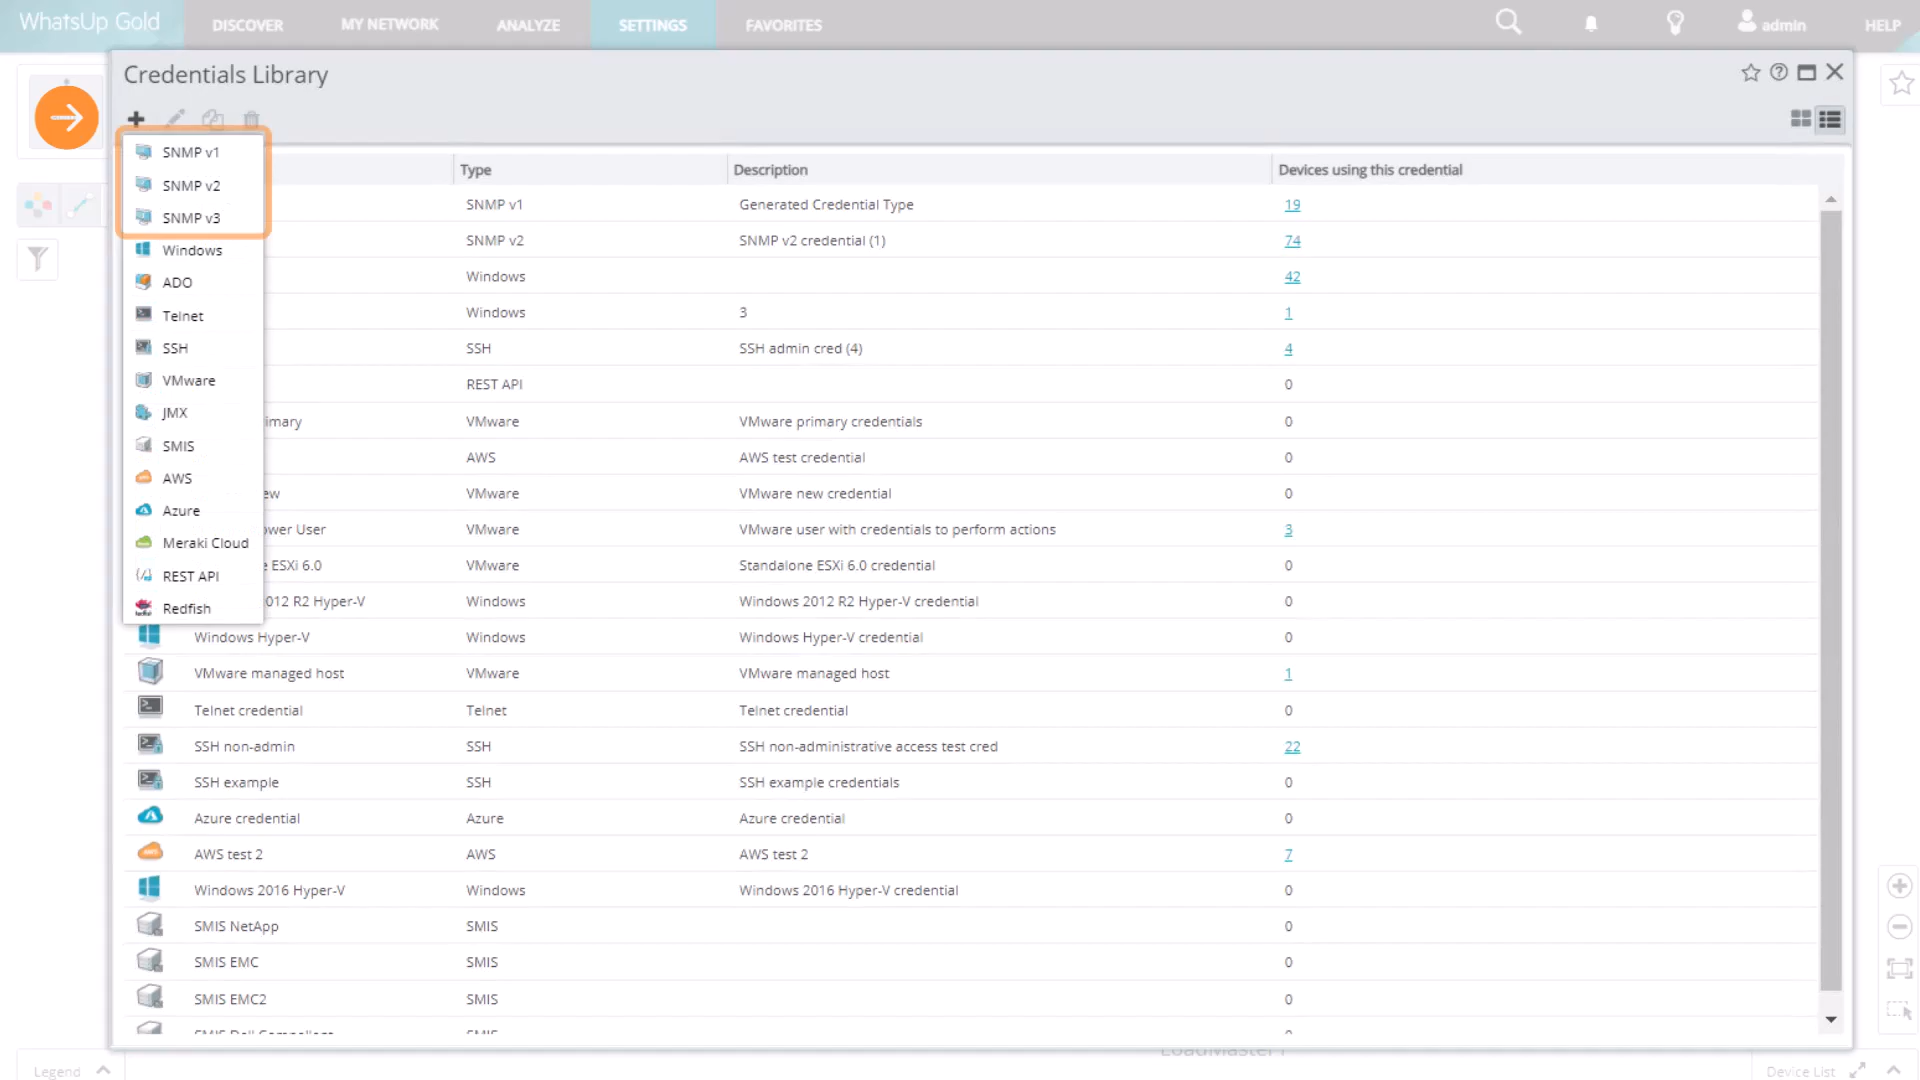 WhatsUp Gold DISCOVER MY NETWORK ANALYZE SETTINGS FAVORITES admin HELP
Credentials Library
SNMP v1
SNMP v2
SNMP v3
Windows
ADO
Telnet
SSH
VMware
JMX
SMIS
AWS
Azure
Meraki Cloud
REST API
Redfish
Type Description Devices using this credential
SNMP v1 Generated Credential Type 19
SNMP v2 SNMP v2 credential (1) 74
Windows 42
Windows 3 1
SSH SSH admin cred (4) 4
REST API 0
imary VMware VMware primary credentials 0
AWS AWS test credential 0
ew VMware VMware new credential 0
ower User VMware VMware user with credentials to perform actions 3
e ESXi 6.0 VMware Standalone ESXi 6.0 credential 0
012 R2 Hyper-V Windows Windows 2012 R2 Hyper-V credential 0
Windows Hyper-V Windows Windows Hyper-V credential 0
VMware managed host VMware VMware managed host 1
Telnet credential Telnet Telnet credential 0
SSH non-admin SSH SSH non-administrative access test cred 22
SSH example SSH SSH example credentials 0
Azure credential Azure Azure credential 0
AWS test 2 AWS AWS test 2 7
Windows 2016 Hyper-V Windows Windows 2016 Hyper-V credential 0
SMIS NetApp SMIS 0
SMIS EMC SMIS 0
SMIS EMC2 SMIS 0
SMIS Dell Compellent SMIS 0
Legend LoadMaster1 Device List